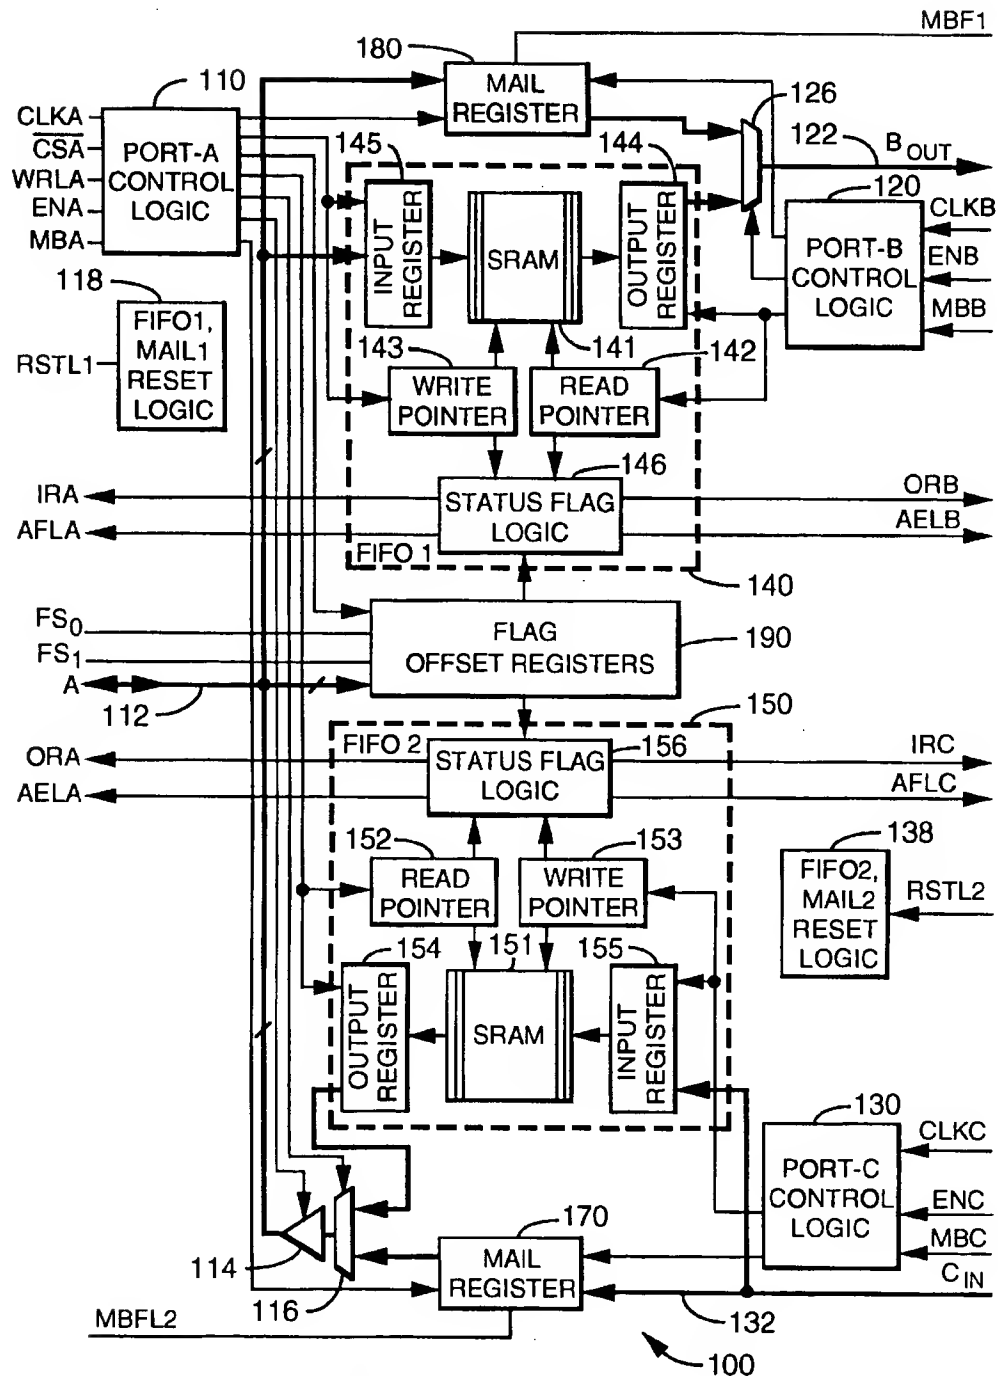 MBF1
180
MAIL
REGISTER
110
CLKA
CSA
WRLA
ENA
MBA
PORT-A
CONTROL
LOGIC
126
122
BOUT
145
144
120
CLKB
ENB
MBB
PORT-B
CONTROL
LOGIC
INPUT
REGISTER
SRAM
OUTPUT
REGISTER
118
FIFO1,
MAIL1
RESET
LOGIC
RSTL1
143
141
142
WRITE
POINTER
READ
POINTER
146
IRA
AFLA
STATUS FLAG
LOGIC
ORB
AELB
FIFO 1
140
FS0
FS1
A
112
FLAG
OFFSET REGISTERS
190
150
FIFO 2
ORA
AELA
STATUS FLAG
LOGIC
156
IRC
AFLC
152
153
READ
POINTER
WRITE
POINTER
138
FIFO2,
MAIL2
RESET
LOGIC
RSTL2
154
151
155
OUTPUT
REGISTER
SRAM
INPUT
REGISTER
130
PORT-C
CONTROL
LOGIC
CLKC
ENC
MBC
CIN
114
116
170
MAIL
REGISTER
132
MBFL2
100